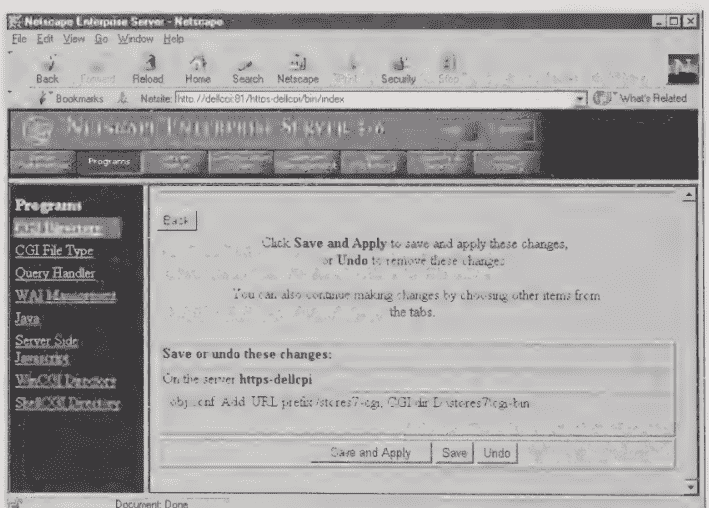 Netscape Enterprise Server - Netscape
File Edit View Go Window Help
Back Forward Reload Home Search Netscape Print Security Stop
Bookmarks Netsite: http://dellcpi:81/https-dellcpi/bin/index What's Related
NETSCAPE ENTERPRISE SERVER 3.6
Programs
Programs
CGI Directory
CGI File Type
Query Handler
WAI Management
Java
Server Side
Javascript
WinCGI Directory
ShellCGI Directory
Back
Click Save and Apply to save and apply these changes,
or Undo to remove these changes
You can also continue making changes by choosing other items from
the tabs.
Save or undo these changes:
On the server https-dellcpi
obj.conf Add URL prefix /stores7-cgi, CGI dir
Save and Apply Save Undo
Document: Done